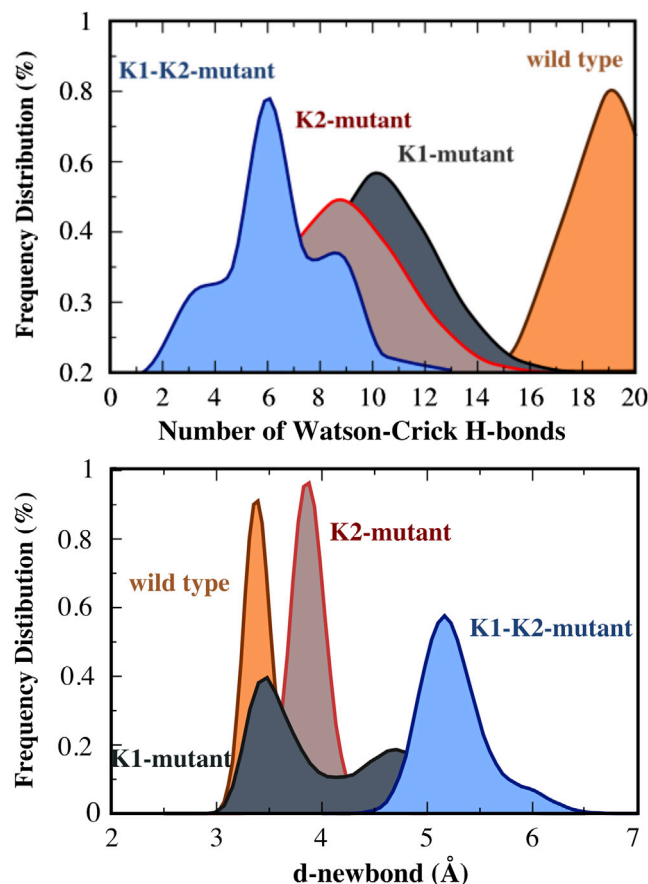 1
K1-K2-mutant
wild type
0.8
K2-mutant
K1-mutant
0.6
0.4
0.3
0.2
Frequency Distribution (%)
0 2 4 6 8 10 12 14 16 18 20
Number of Watson-Crick H-bonds
1
0.8
K2-mutant
wild type
0.6
K1-K2-mutant
0.4
0.2
K1-mutant
0
Frequency Distibution (%)
2 3 4 5 6 7
d-newbond (Å)